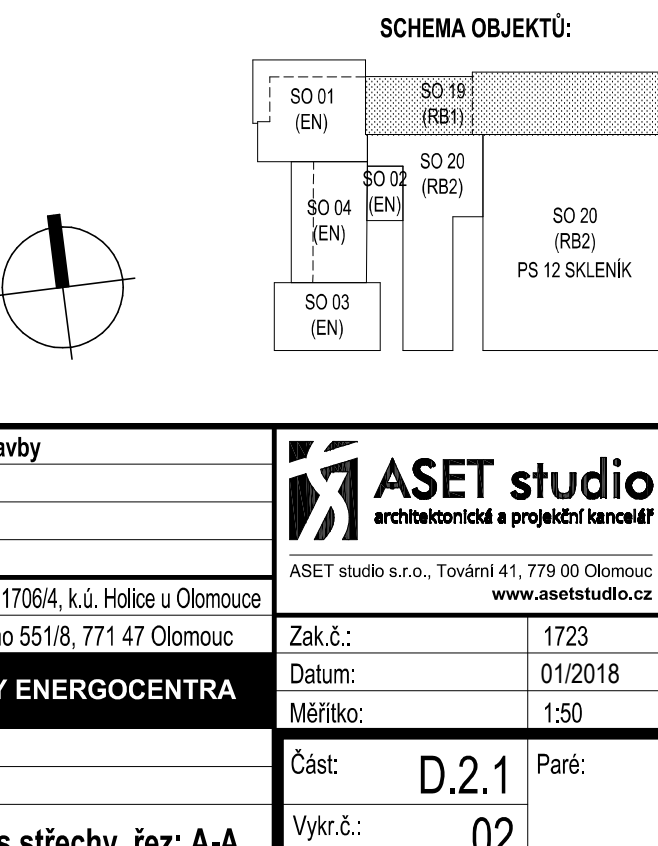 SCHEMA OBJEKTŮ:
SO 01
(EN)
SO 19
(RB1)
SO 20
(RB2)
SO 02
(EN)
SO 04
(EN)
SO 20
(RB2)
PS 12 SKLENÍK
SO 03
(EN)
avby
ASET studio
architektonická a projekční kancelář
ASET studio s.r.o., Tovární 41, 779 00 Olomouc
www.asetstudio.cz
1706/4, k.ú. Holice u Olomouce
no 551/8, 771 47 Olomouc
Y ENERGOCENTRA
Zak.č.: 1723
Datum: 01/2018
Měřítko: 1:50
Část: D.2.1
Paré:
Vykr.č.: 02
s střechy, řez: A-A